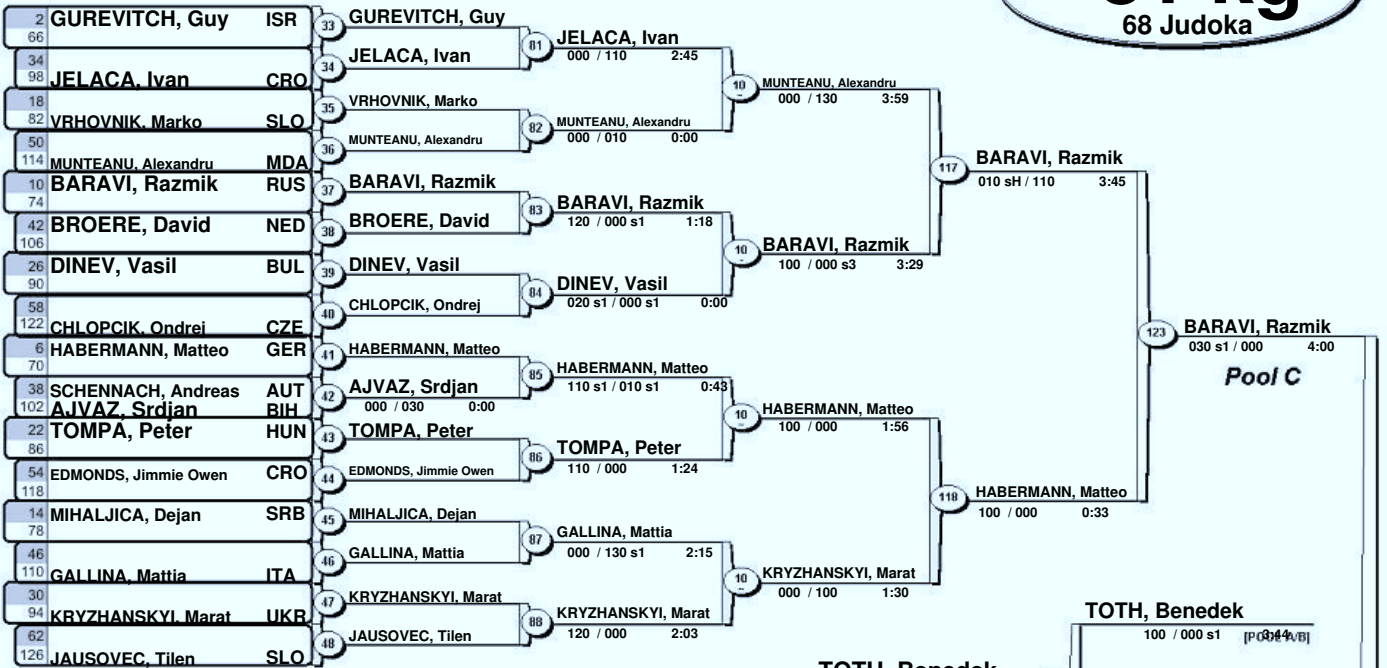 68 Judoka
2 GUREVITCH, Guy ISR
66
34
98 JELACA, Ivan CRO
18
82 VRHOVNIK, Marko SLO
50
114 MUNTEANU, Alexandru MDA
10 BARAVI, Razmik RUS
74
42 BROERE, David NED
106
26 DINEV, Vasil BUL
90
58
122 CHLOPCIK, Ondrej CZE
6 HABERMANN, Matteo GER
70
38 SCHENNACH, Andreas AUT
102 AJVAZ, Srdjan BIH
22 TOMPA, Peter HUN
86
54 EDMONDS, Jimmie Owen CRO
118
14 MIHALJICA, Dejan SRB
78
46
110 GALLINA, Mattia ITA
30
94 KRYZHANSKYI, Marat UKR
62
126 JAUSOVEC, Tilen SLO
33 GUREVITCH, Guy
34 JELACA, Ivan
35 VRHOVNIK, Marko
36 MUNTEANU, Alexandru
37 BARAVI, Razmik
38 BROERE, David
39 DINEV, Vasil
40 CHLOPCIK, Ondrej
41 HABERMANN, Matteo
42 AJVAZ, Srdjan
000 / 030 0:00
43 TOMPA, Peter
44 EDMONDS, Jimmie Owen
45 MIHALJICA, Dejan
46 GALLINA, Mattia
47 KRYZHANSKYI, Marat
48 JAUSOVEC, Tilen
81 JELACA, Ivan
000 / 110 2:45
82 MUNTEANU, Alexandru
000 / 010 0:00
83 BARAVI, Razmik
120 / 000 s1 1:18
84 DINEV, Vasil
020 s1 / 000 s1 0:00
85 HABERMANN, Matteo
110 s1 / 010 s1 0:43
86 TOMPA, Peter
110 / 000 1:24
87 GALLINA, Mattia
000 / 130 s1 2:15
88 KRYZHANSKYI, Marat
120 / 000 2:03
10 MUNTEANU, Alexandru
000 / 130 3:59
10 BARAVI, Razmik
100 / 000 s3 3:29
10 HABERMANN, Matteo
100 / 000 1:56
10 KRYZHANSKYI, Marat
000 / 100 1:30
117 BARAVI, Razmik
010 sH / 110 3:45
118 HABERMANN, Matteo
100 / 000 0:33
123 BARAVI, Razmik
030 s1 / 000 4:00
Pool C
TOTH, Benedek
100 / 000 s1 3:44
TOTH, Benedek